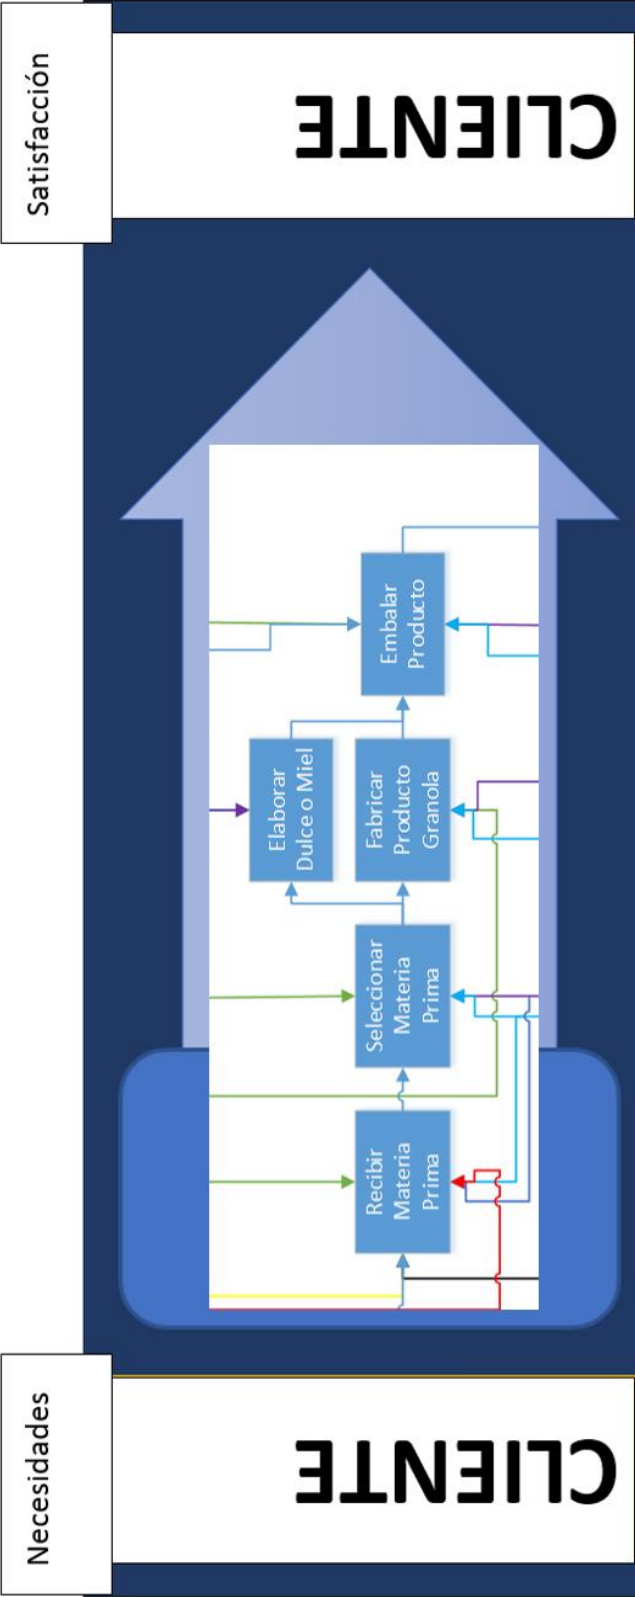 Necesidades
CLIENTE
Recibir
Materia
Prima
Seleccionar
Materia
Prima
Elaborar
Dulce o Miel
Fabricar
Producto
Granola
Embalar
Producto
Satisfacción
CLIENTE